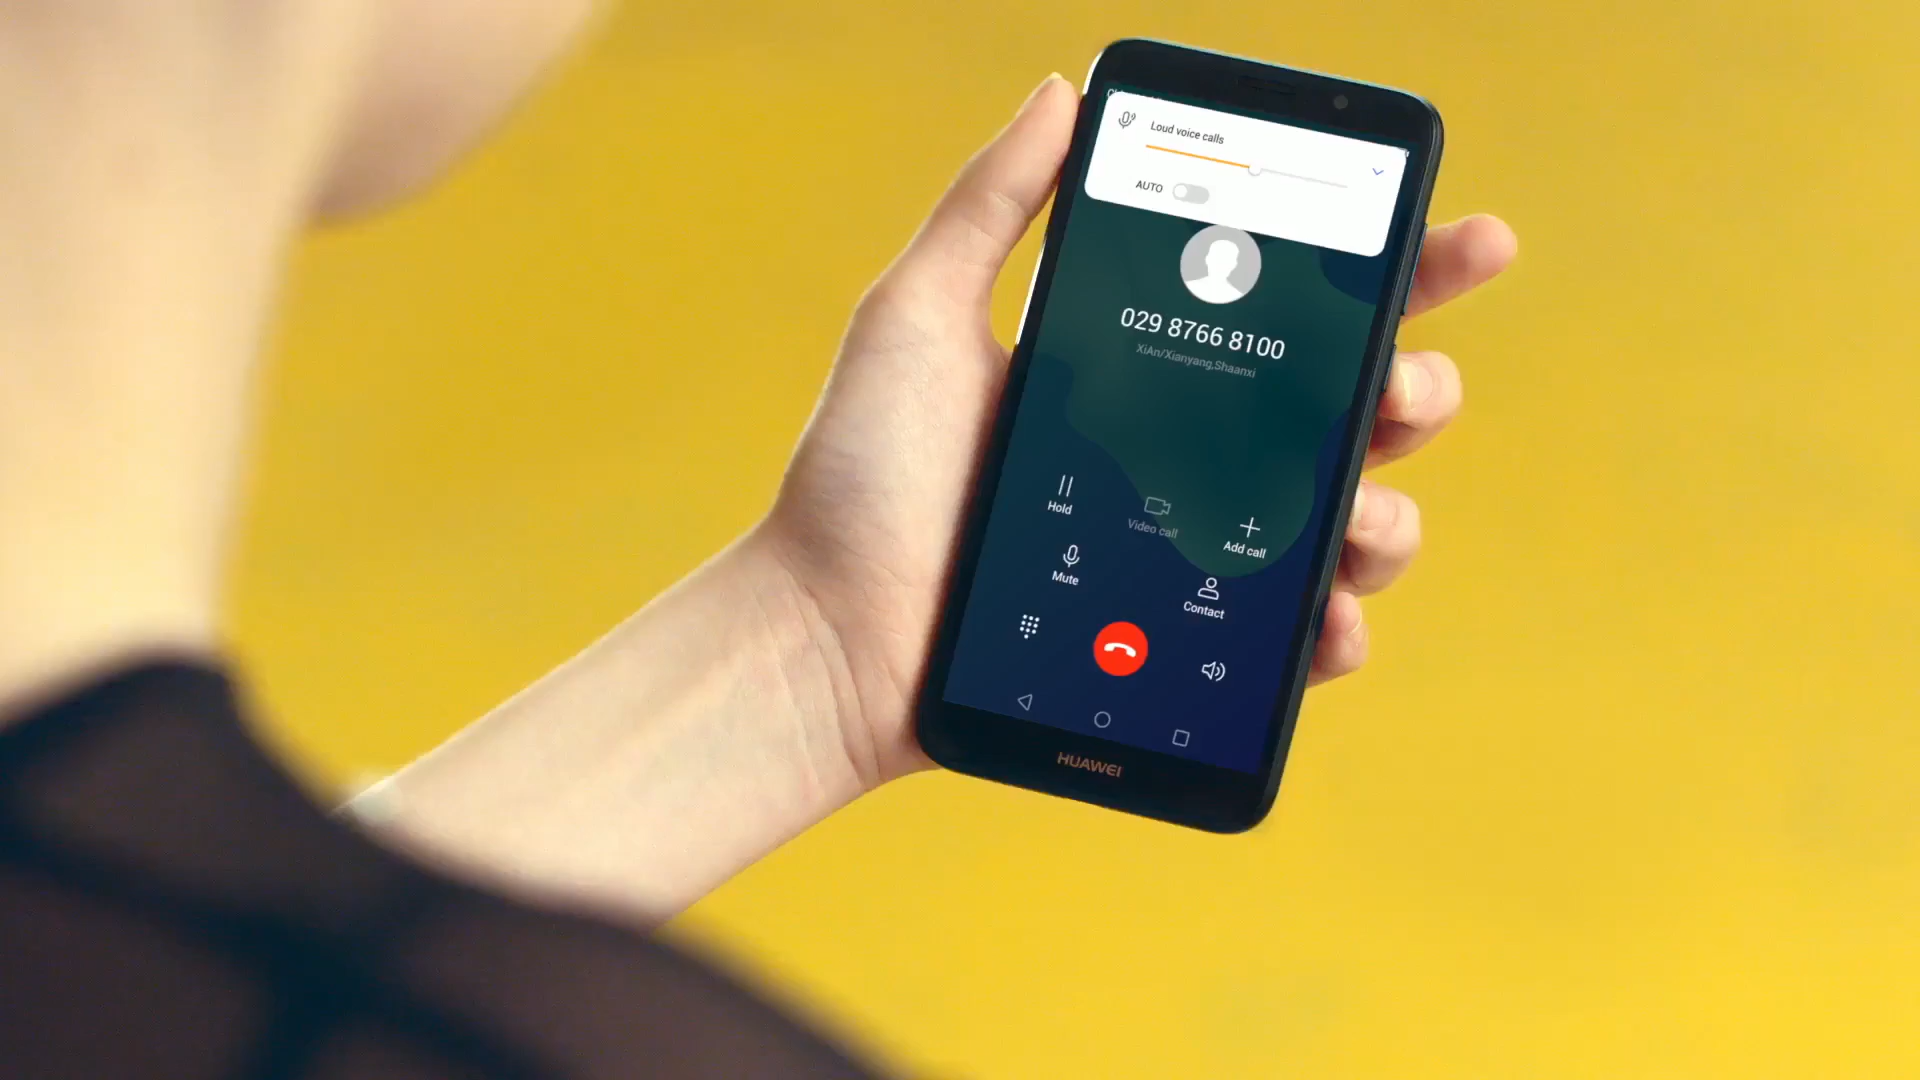 Loud voice calls
AUTO
029 8766 8100
XiAn/Xianyang,Shaanxi
Hold
Video call
Add call
Mute
Contact
HUAWEI